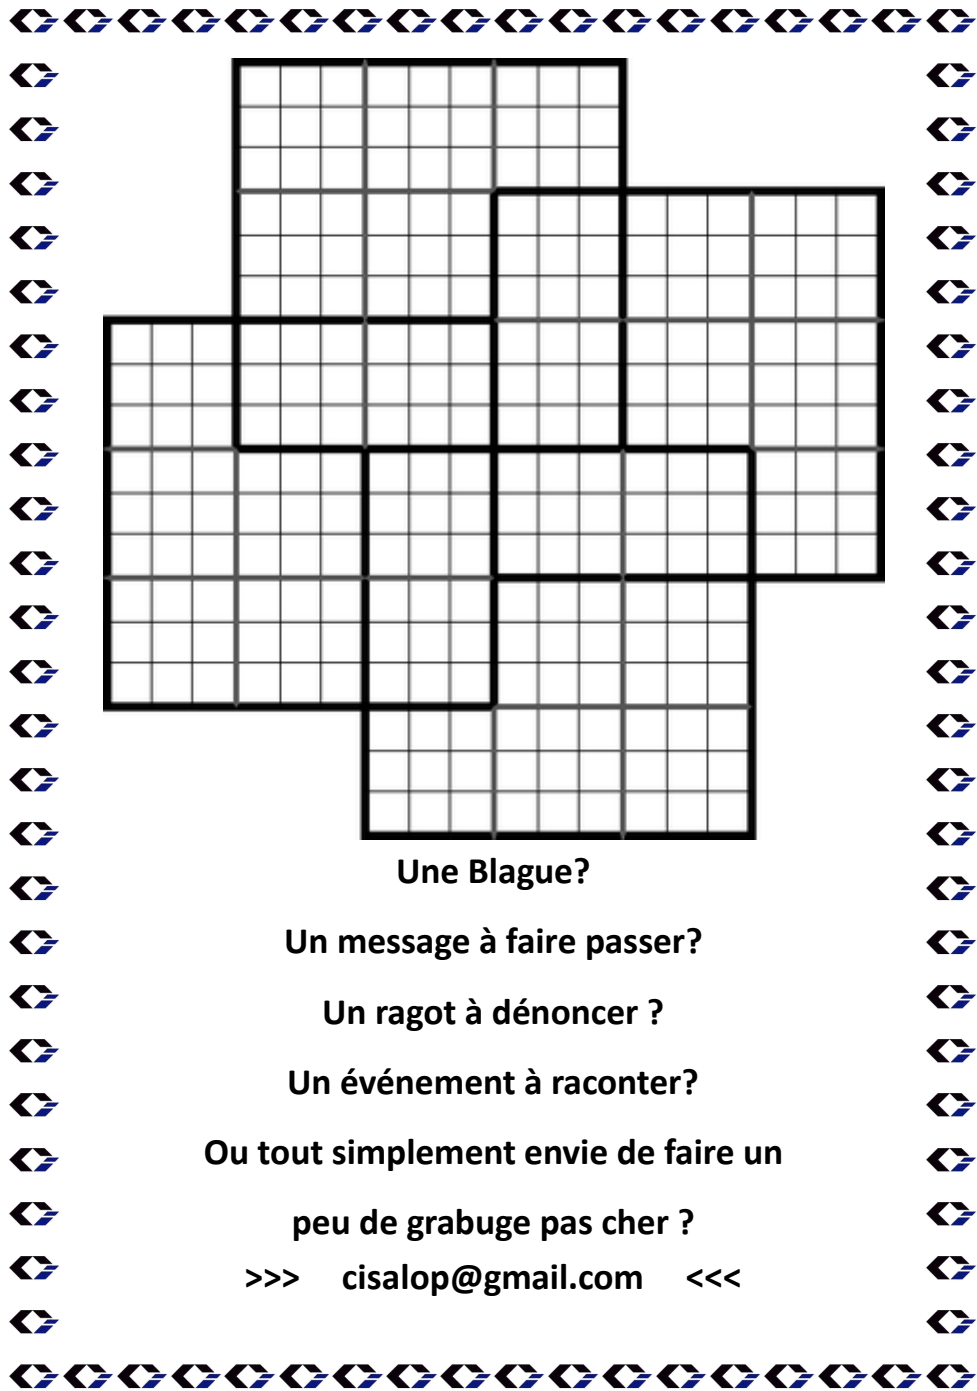 Une Blague?
Un message à faire passer?
Un ragot à dénoncer ?
Un événement à raconter?
Ou tout simplement envie de faire un
peu de grabuge pas cher ?
>>> cisalop@gmail.com <<<